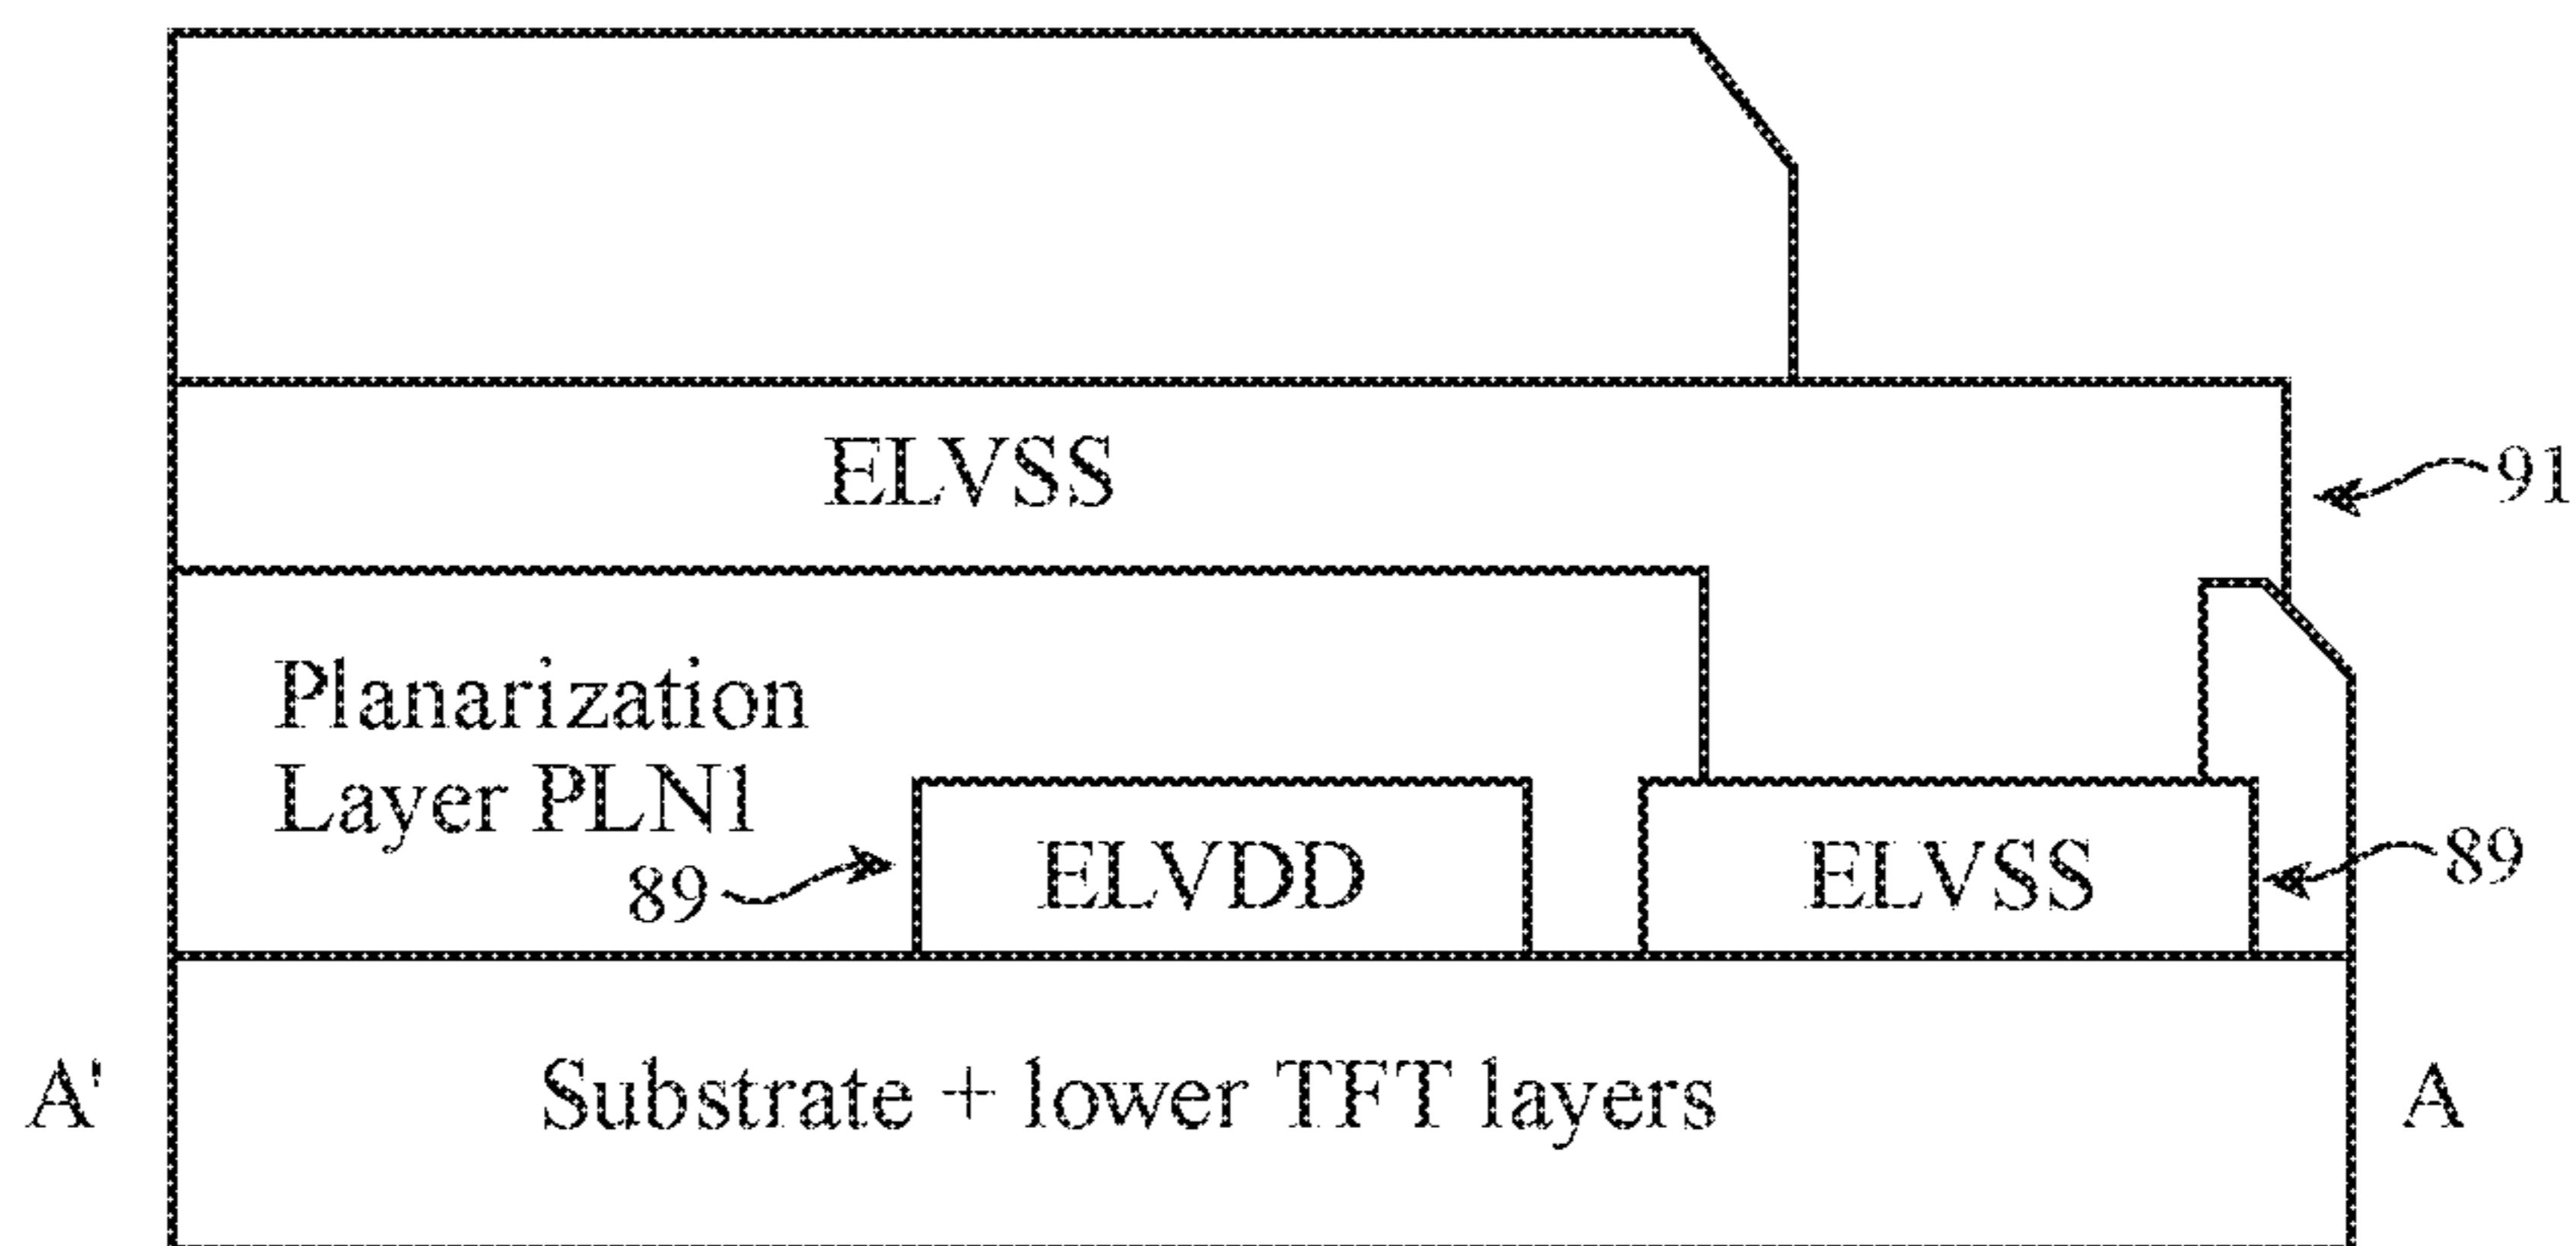 ELVSS
91
Planarization
Layer PLN1
89
ELVDD
ELVSS
89
A'
Substrate + lower TFT layers
A